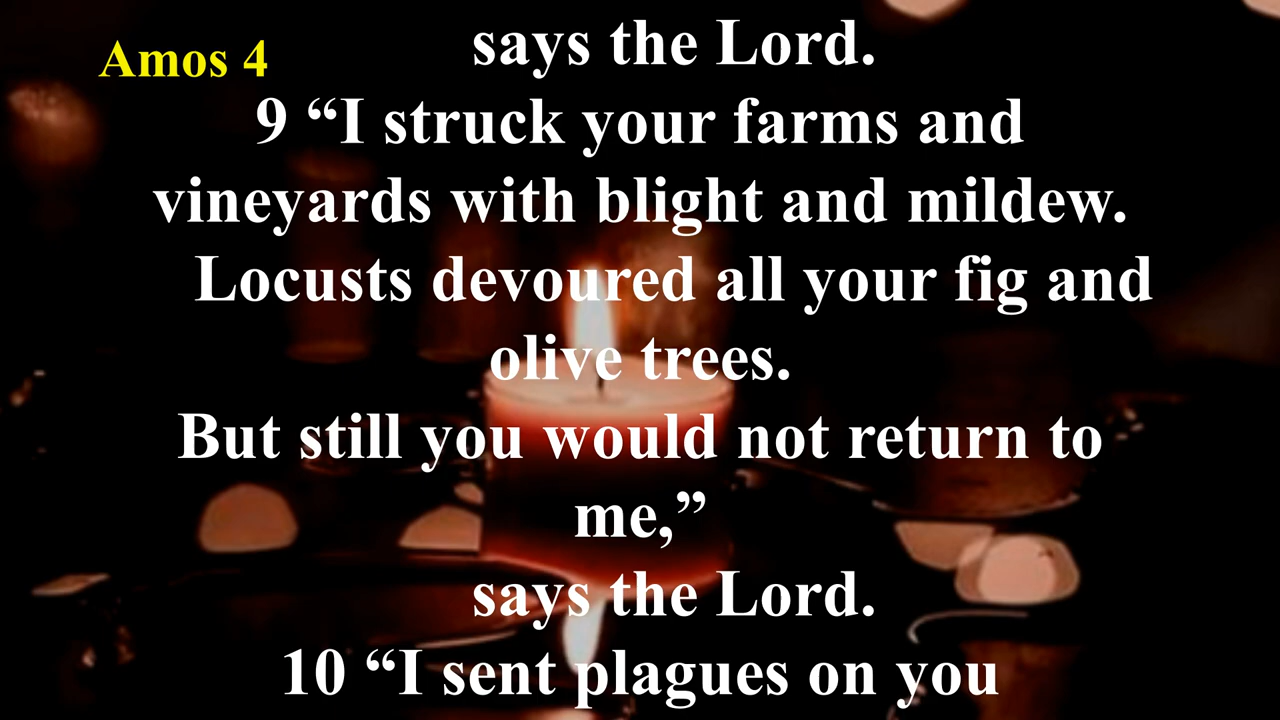 Amos 4
says the Lord.
9 “I struck your farms and
vineyards with blight and mildew.
Locusts devoured all your fig and
olive trees.
But still you would not return to
me,”
says the Lord.
10 “I sent plagues on you